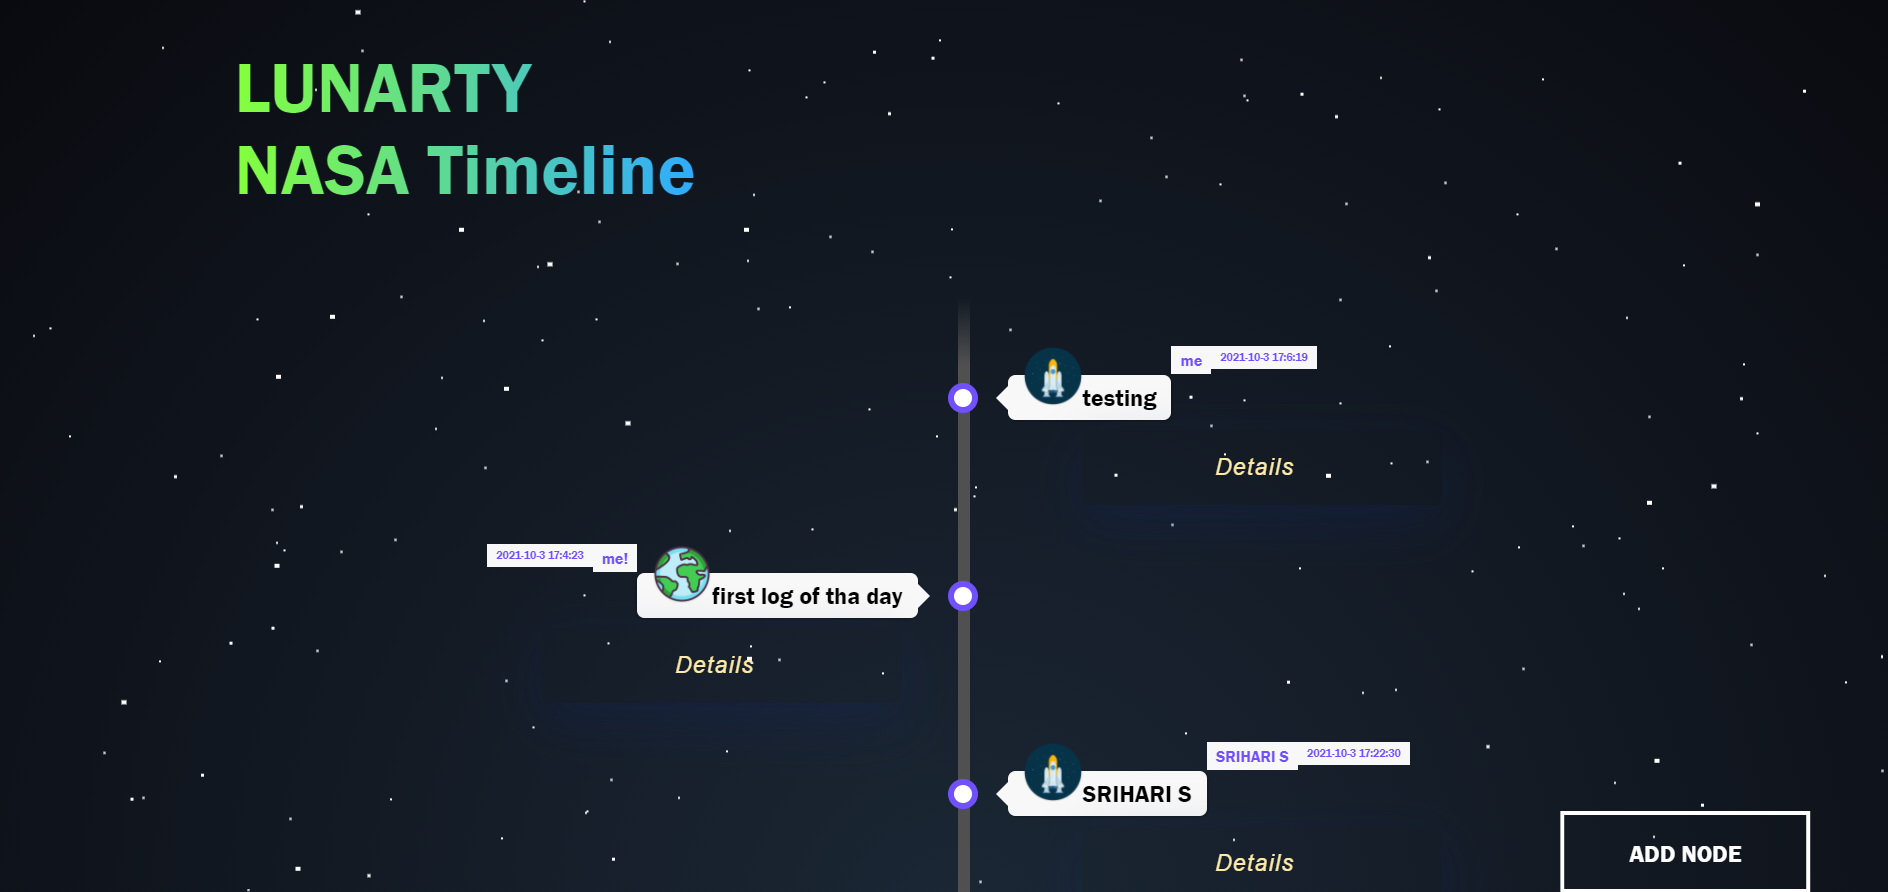 LUNARTY
NASA Timeline
me 2021-10-3 17:6:19
testing
Details
2021-10-3 17:4:23 me!
first log of tha day
Details
SRIHARI S 2021-10-3 17:22:30
SRIHARI S
Details
ADD NODE